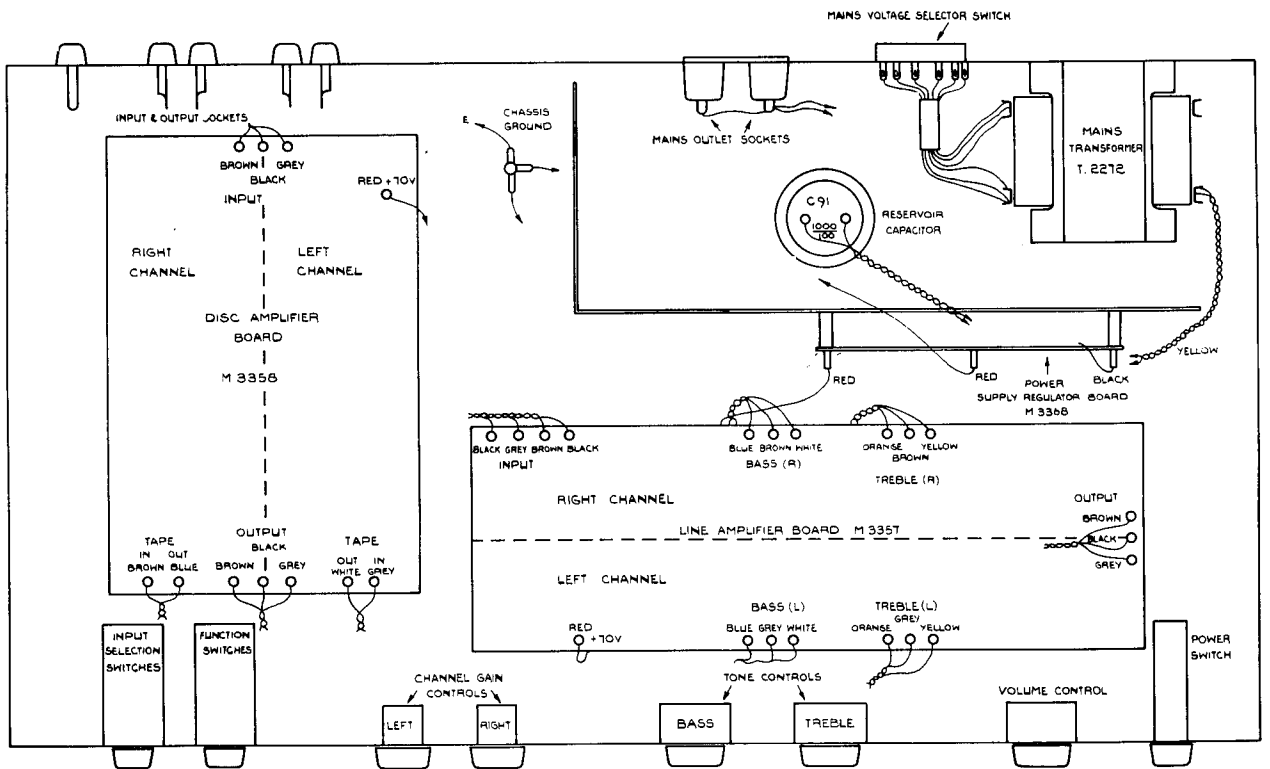 MAINS VOLTAGE SELECTOR SWITCH
INPUT & OUTPUT SOCKETS
BROWN GREY
BLACK
INPUT
RED +70V
RIGHT
CHANNEL
LEFT
CHANNEL
DISC AMPLIFIER
BOARD
M 3358
TAPE
IN OUT
BROWN BLUE
OUTPUT
BLACK
BROWN GREY
TAPE
OUT IN
WHITE GREY
E
CHASSIS
GROUND
MAINS OUTLET SOCKETS
C 91
1000
100
RESERVOIR
CAPACITOR
MAINS
TRANSFORMER
T. 2272
YELLOW
RED
RED
BLACK
POWER
SUPPLY REGULATOR BOARD
M 3368
BLACK GREY BROWN BLACK
INPUT
BLUE BROWN WHITE
BASS (R)
ORANGE YELLOW
BROWN
TREBLE (R)
RIGHT CHANNEL
LINE AMPLIFIER BOARD M 3357
LEFT CHANNEL
OUTPUT
BROWN
BLACK
GREY
RED
+70V
BASS (L)
BLUE GREY WHITE
TREBLE (L)
GREY
ORANGE YELLOW
INPUT
SELECTION
SWITCHES
FUNCTION
SWITCHES
CHANNEL GAIN
CONTROLS
LEFT
RIGHT
TONE CONTROLS
BASS
TREBLE
VOLUME CONTROL
POWER
SWITCH